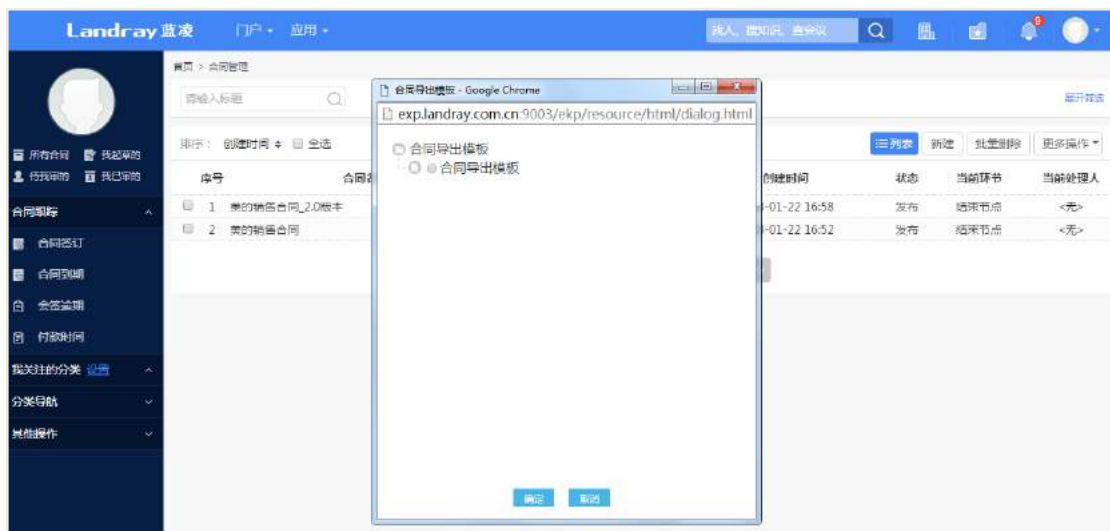 Landray 蓝凌 门户 应用 找人、搜知识、查会议 9
首页 > 合同管理
请输入标题
展开筛选
所有合同 我起草的
待我审的 我已审的
合同跟踪
合同签订
合同到期
会签逾期
付款时间
我关注的分类 设置
分类导航
其他操作
排序： 创建时间 全选
列表 新建 批量删除 更多操作
序号 合同名 创建时间 状态 当前环节 当前处理人
1 美的销售合同_2.0版本 -01-22 16:58 发布 结束节点 <无>
2 美的销售合同 -01-22 16:52 发布 结束节点 <无>
合同导出模板 - Google Chrome
exp.landray.com.cn:9003/ekp/resource/html/dialog.html
合同导出模板
合同导出模板
确定 取消